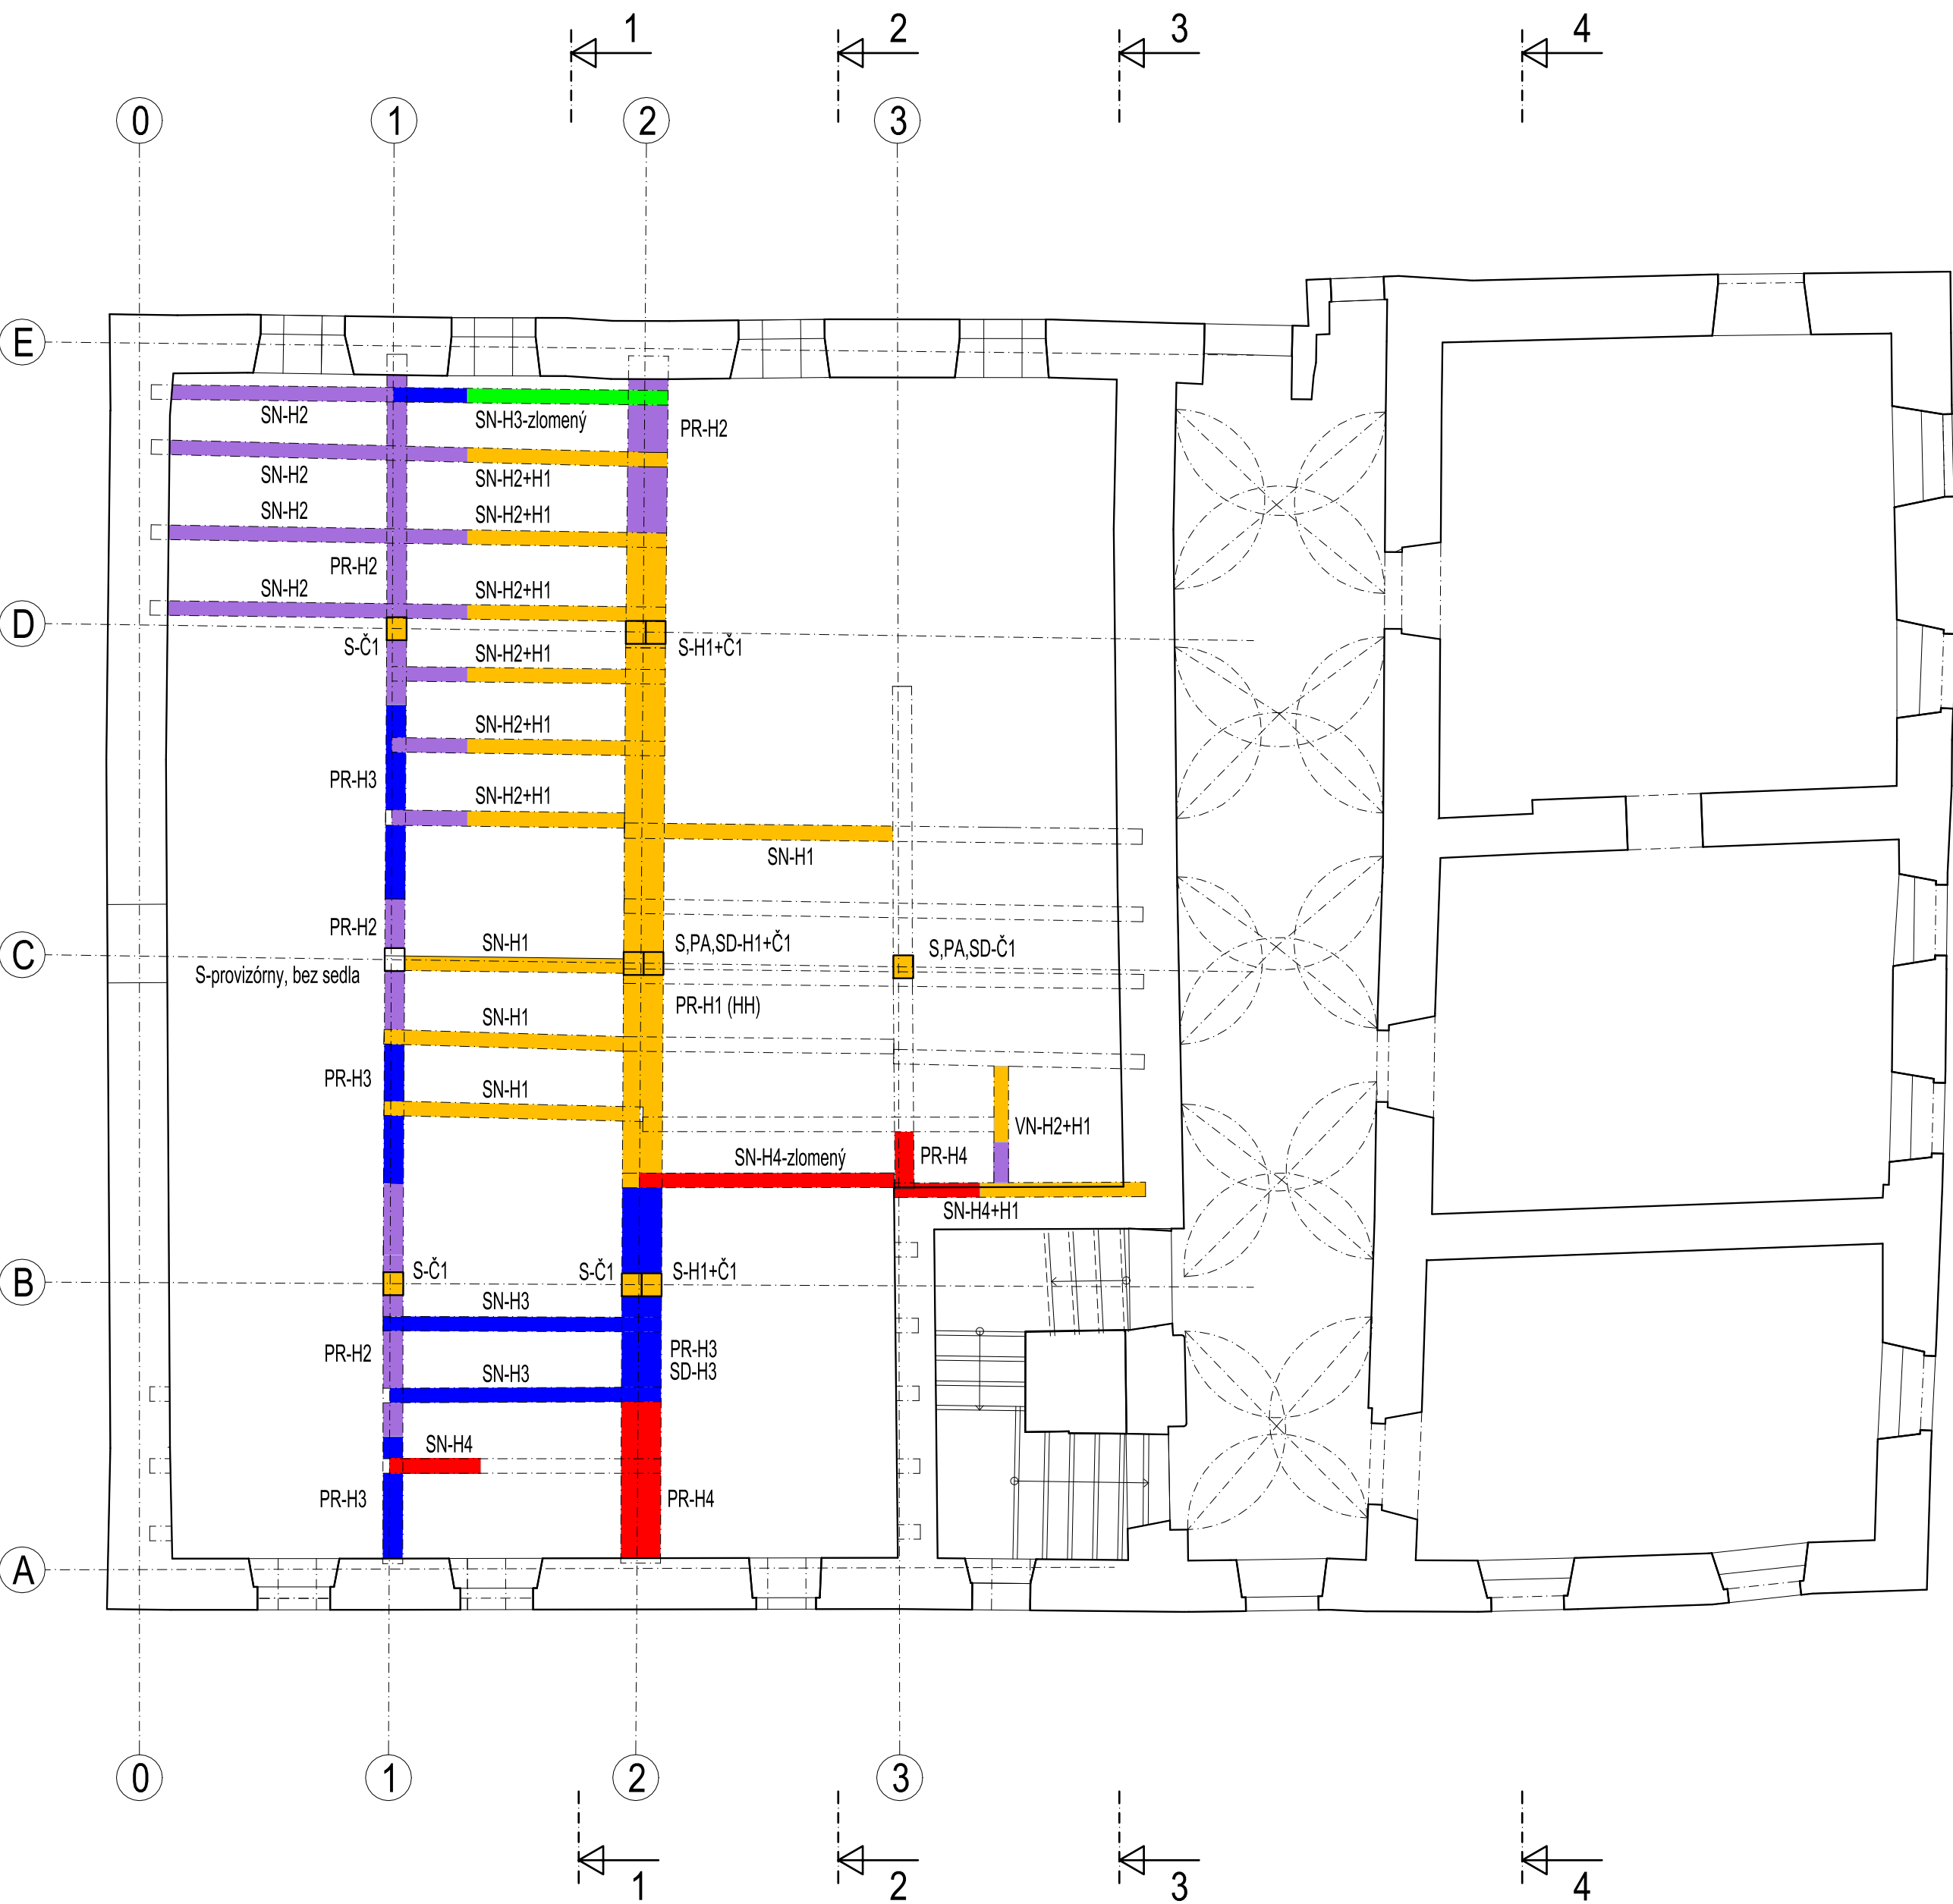 1 2 3 4
0 1 2 3
E
SN-H2 SN-H3-zlomený PR-H2
SN-H2 SN-H2+H1
SN-H2 SN-H2+H1
PR-H2
SN-H2 SN-H2+H1
D
S-Č1 SN-H2+H1 S-H1+Č1
SN-H2+H1
PR-H3
SN-H2+H1
SN-H1
PR-H2 SN-H1 S,PA,SD-H1+Č1 S,PA,SD-Č1
C
S-provizórny, bez sedla
PR-H1 (HH)
SN-H1
PR-H3 SN-H1
VN-H2+H1
SN-H4-zlomený PR-H4
SN-H4+H1
B
S-Č1 S-Č1 S-H1+Č1
SN-H3
PR-H2 PR-H3
SN-H3 SD-H3
SN-H4
PR-H3 PR-H4
A
0 1 2 3
1 2 3 4